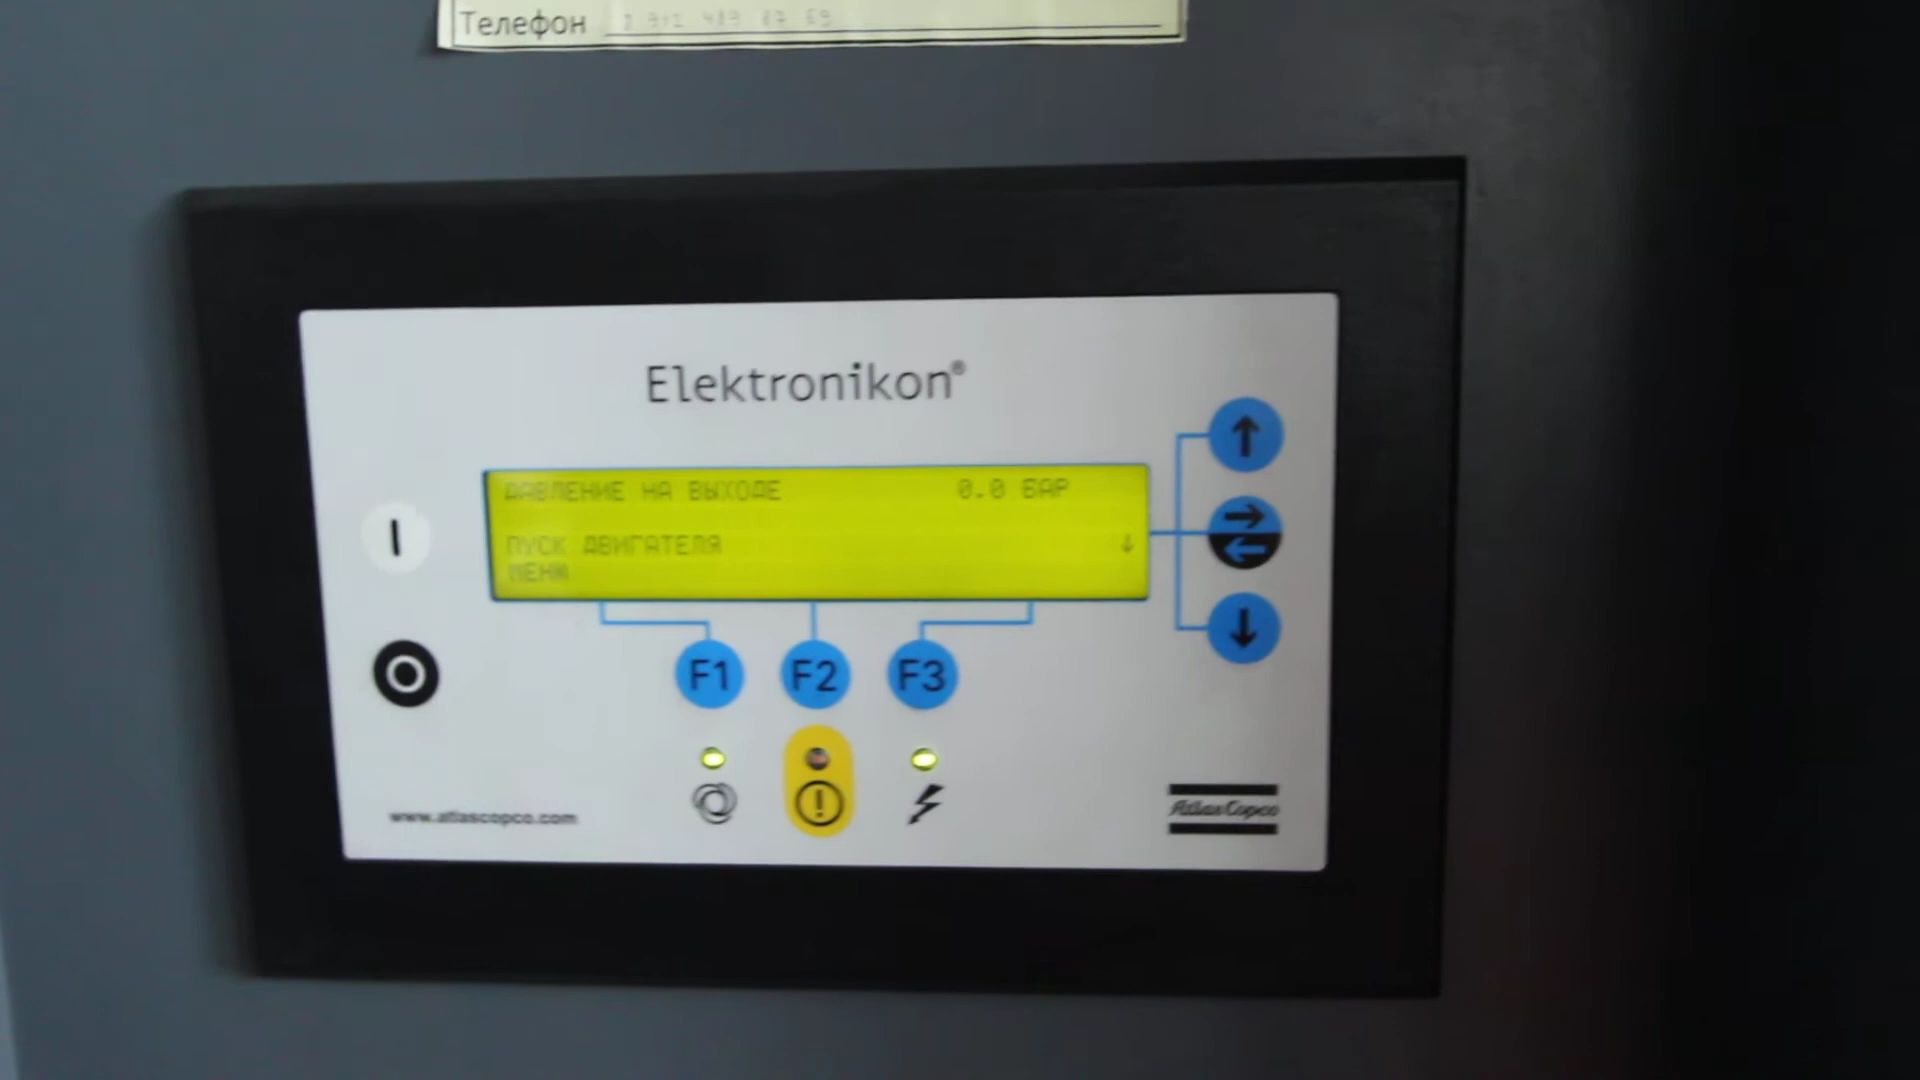 Телефон
Elektronikon®
ДАВЛЕНИЕ НА ВЫХОДЕ 0.0 БАР
ПУСК ДВИГАТЕЛЯ ↓
МЕНЮ
F1 F2 F3
www.atlascopco.com
Atlas Copco